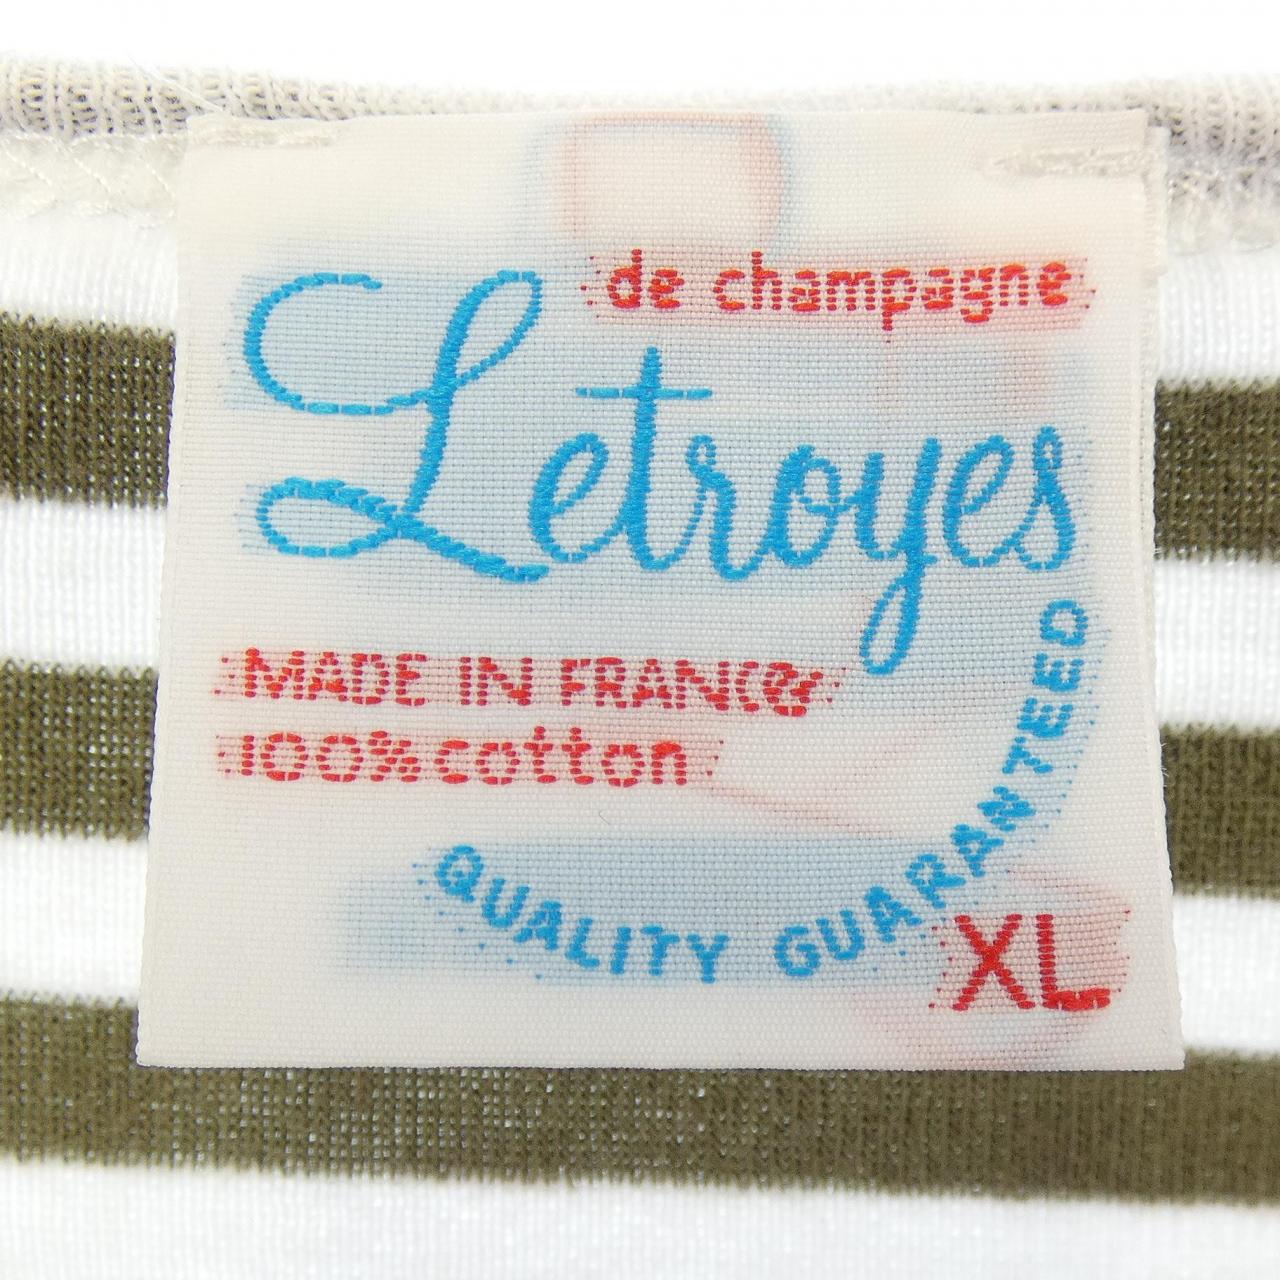 de champagne
Letroyes
MADE IN FRANCe
100% cotton
QUALITY GUARANTEED
XL